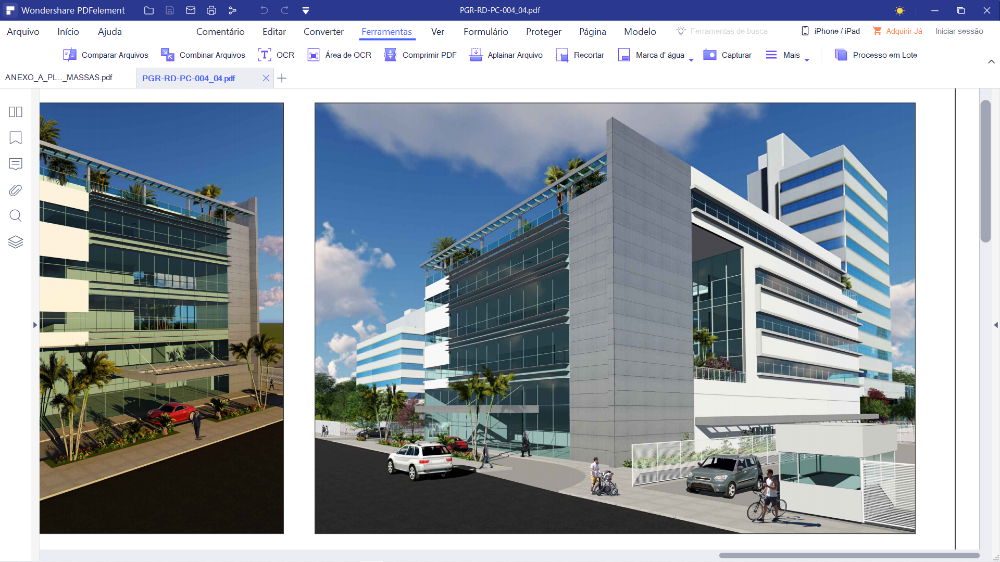 Wondershare PDFelement
PGR-RD-PC-004_04.pdf
Arquivo Início Ajuda Comentário Editar Converter Ferramentas Ver Formulário Proteger Página Modelo Ferramentas de busca iPhone / iPad Adquirir Já Iniciar sessão
Comparar Arquivos Combinar Arquivos OCR Área de OCR Comprimir PDF Aplainar Arquivo Recortar Marca d' água Capturar Mais Processo em Lote
ANEXO_A_PL..._MASSAS.pdf PGR-RD-PC-004_04.pdf